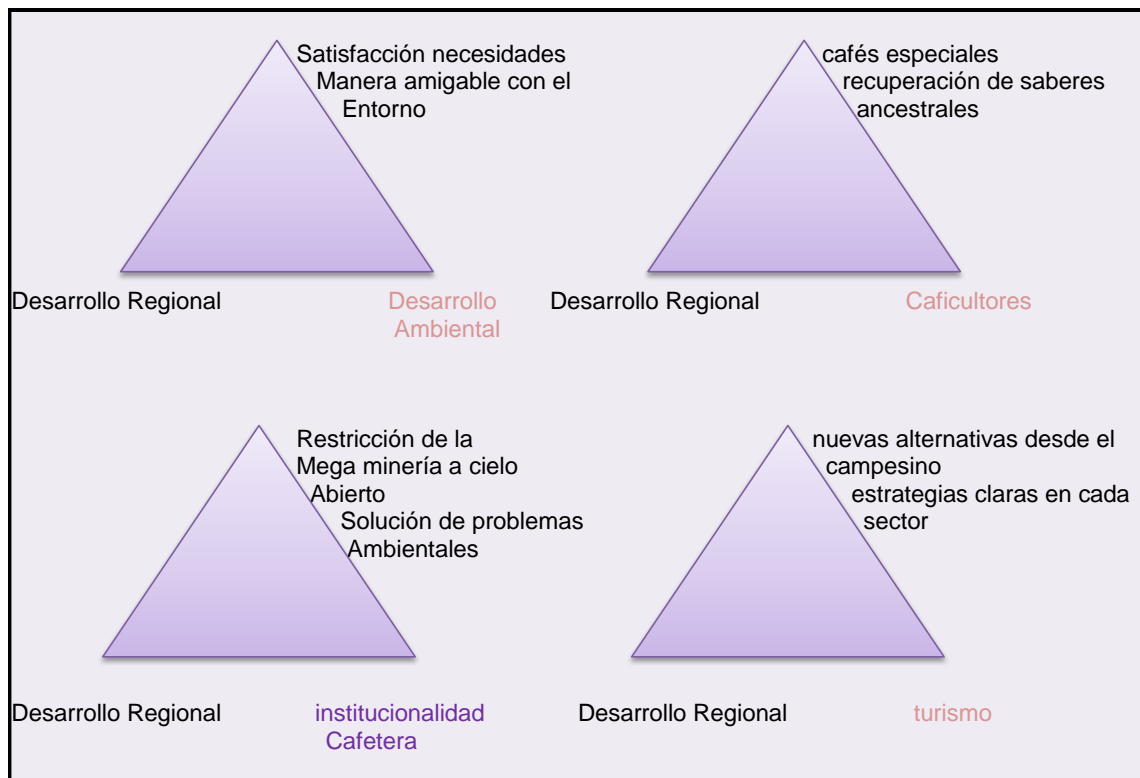 Satisfacción necesidades
Manera amigable con el
Entorno
Desarrollo Regional
Desarrollo
Ambiental
cafés especiales
recuperación de saberes
ancestrales
Desarrollo Regional
Caficultores
Restricción de la
Mega minería a cielo
Abierto
Solución de problemas
Ambientales
Desarrollo Regional
institucionalidad
Cafetera
nuevas alternativas desde el
campesino
estrategias claras en cada
sector
Desarrollo Regional
turismo